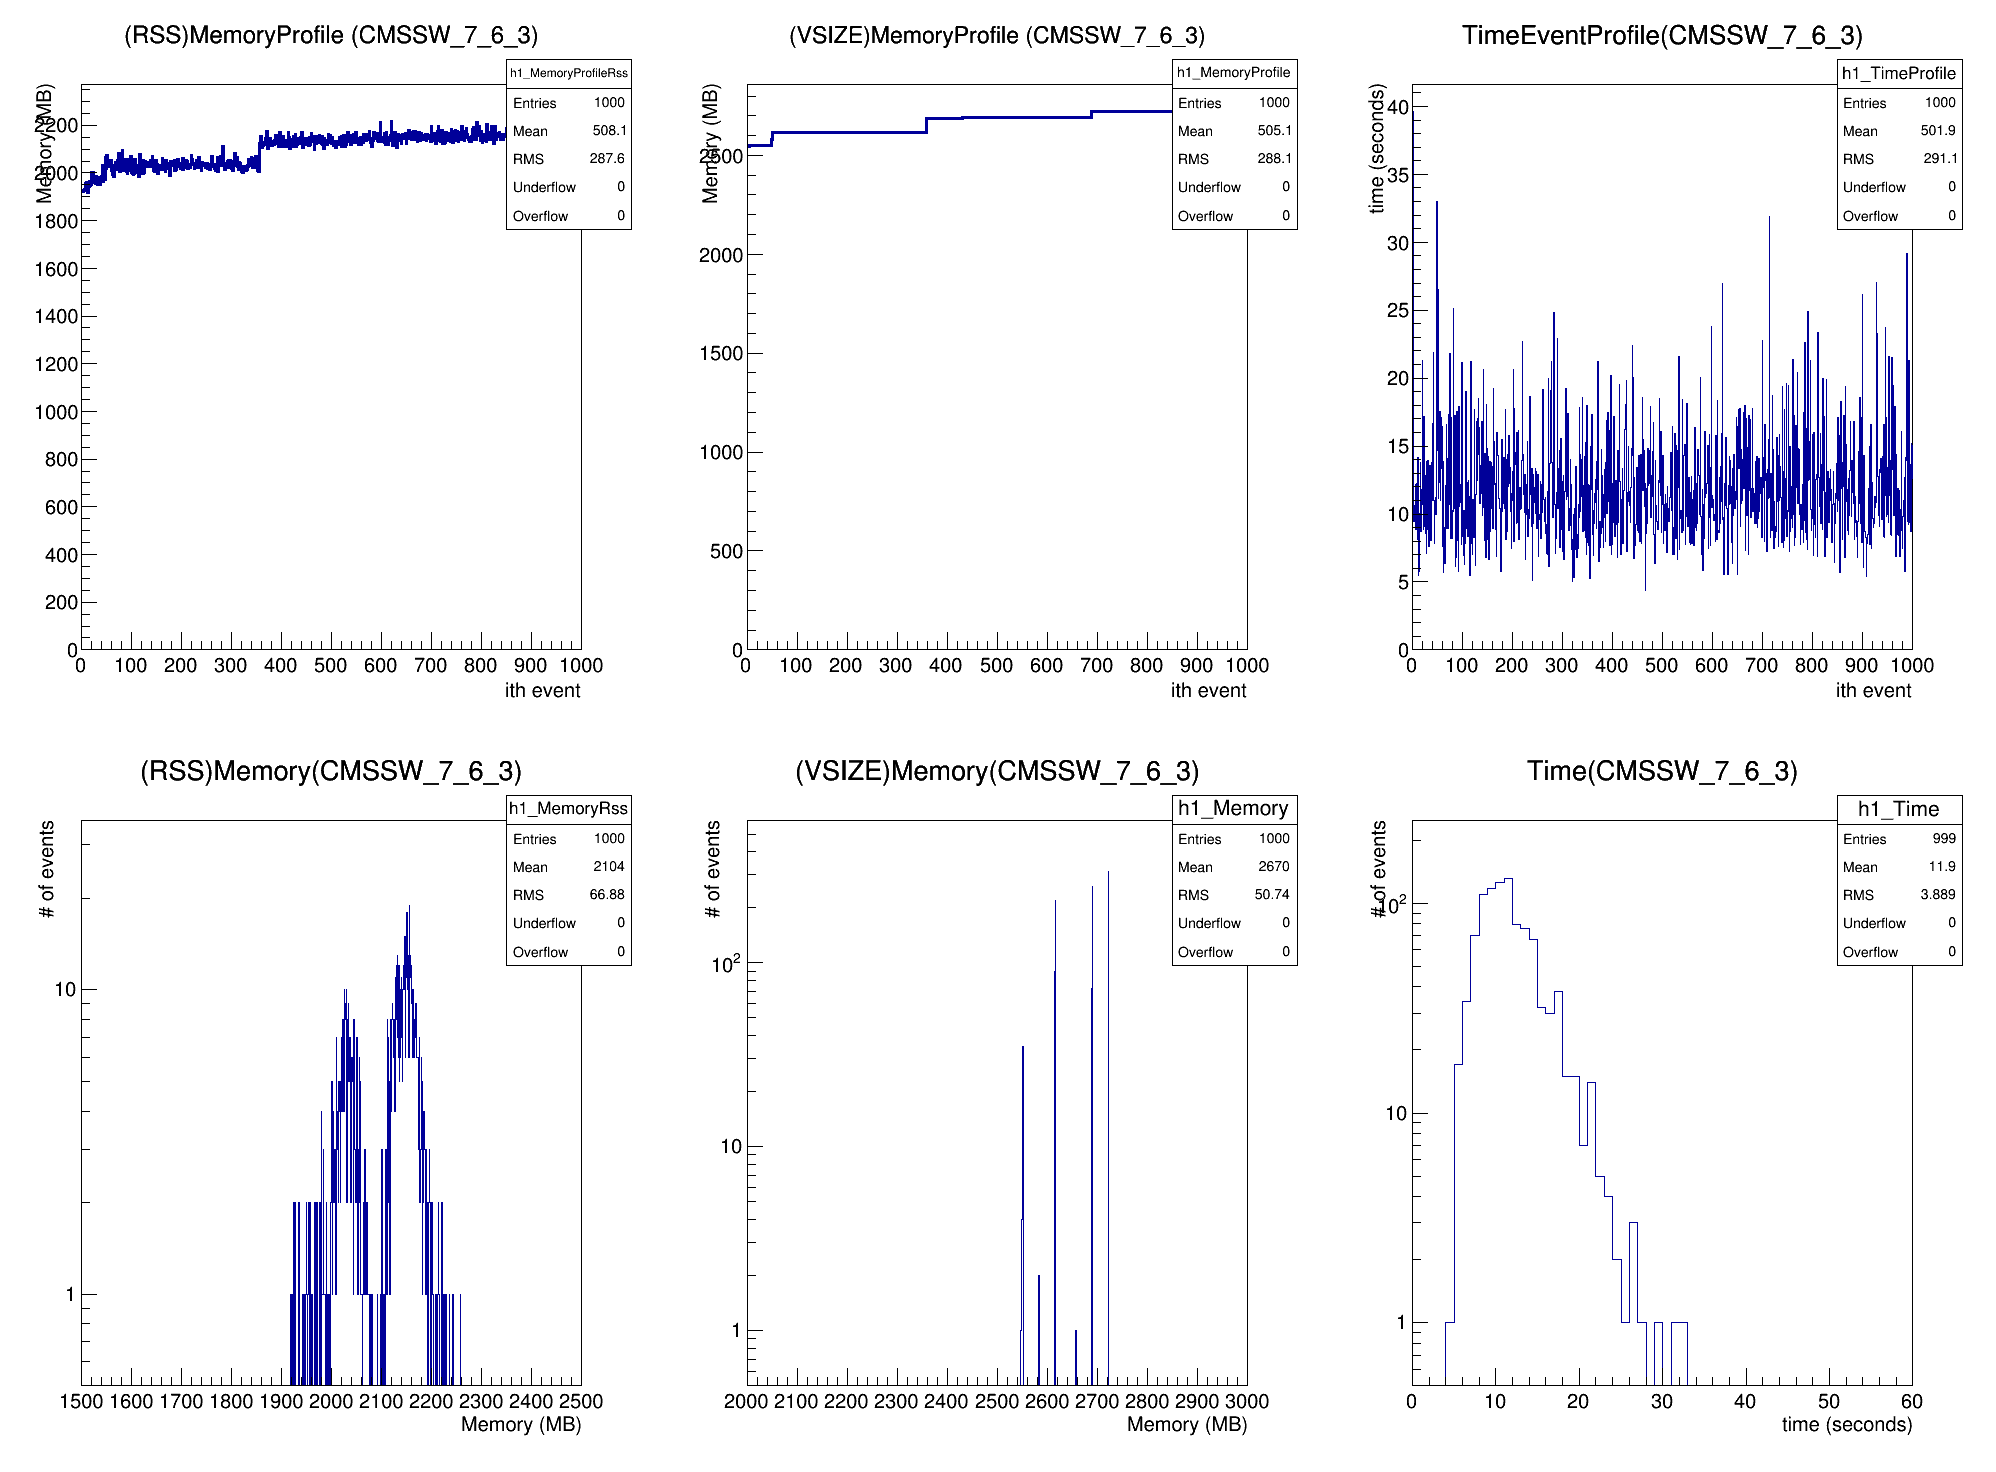 (RSS)MemoryProfile (CMSSW_7_6_3)
h1_MemoryProfileRss
Entries 1000
Mean 508.1
RMS 287.6
Underflow 0
Overflow 0
Memory (MB)
2200
2000
1800
1600
1400
1200
1000
800
600
400
200
0
0 100 200 300 400 500 600 700 800 900 1000
ith event
(VSIZE)MemoryProfile (CMSSW_7_6_3)
h1_MemoryProfile
Entries 1000
Mean 505.1
RMS 288.1
Underflow 0
Overflow 0
Memory (MB)
2500
2000
1500
1000
500
0
0 100 200 300 400 500 600 700 800 900 1000
ith event
TimeEventProfile(CMSSW_7_6_3)
h1_TimeProfile
Entries 1000
Mean 501.9
RMS 291.1
Underflow 0
Overflow 0
time (seconds)
40
35
30
25
20
15
10
5
0
0 100 200 300 400 500 600 700 800 900 1000
ith event
(RSS)Memory(CMSSW_7_6_3)
h1_MemoryRss
Entries 1000
Mean 2104
RMS 66.88
Underflow 0
Overflow 0
# of events
10
1
1500 1600 1700 1800 1900 2000 2100 2200 2300 2400 2500
Memory (MB)
(VSIZE)Memory(CMSSW_7_6_3)
h1_Memory
Entries 1000
Mean 2670
RMS 50.74
Underflow 0
Overflow 0
# of events
10²
10
1
2000 2100 2200 2300 2400 2500 2600 2700 2800 2900 3000
Memory (MB)
Time(CMSSW_7_6_3)
h1_Time
Entries 999
Mean 11.9
RMS 3.889
Underflow 0
Overflow 0
# of events
10²
10
1
0 10 20 30 40 50 60
time (seconds)